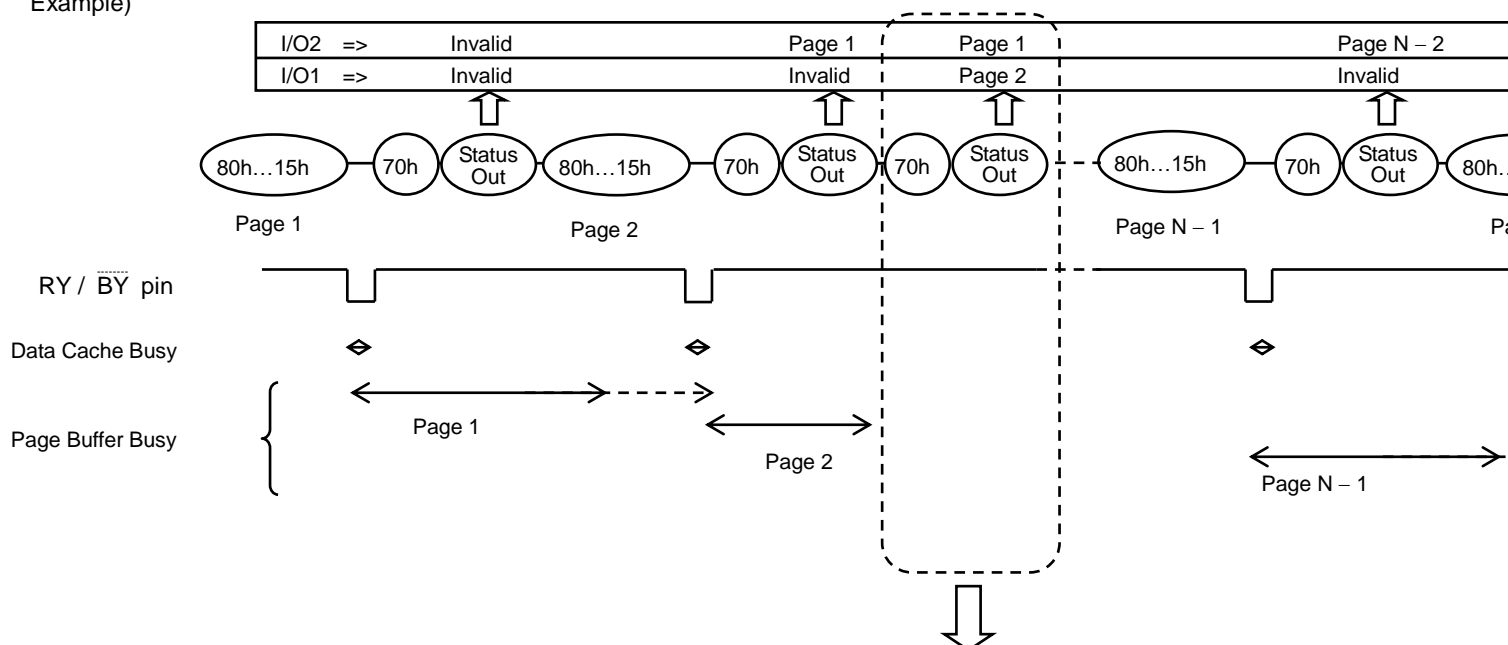 Example)
I/O2 => Invalid Page 1 Page 1 Page N – 2
I/O1 => Invalid Invalid Page 2 Invalid
80h…15h 70h Status Out 80h…15h 70h Status Out 70h Status Out 80h…15h 70h Status Out 80h..
Page 1 Page 2 Page N – 1
RY / BY pin
Data Cache Busy
Page Buffer Busy
Page 1
Page 2
Page N – 1